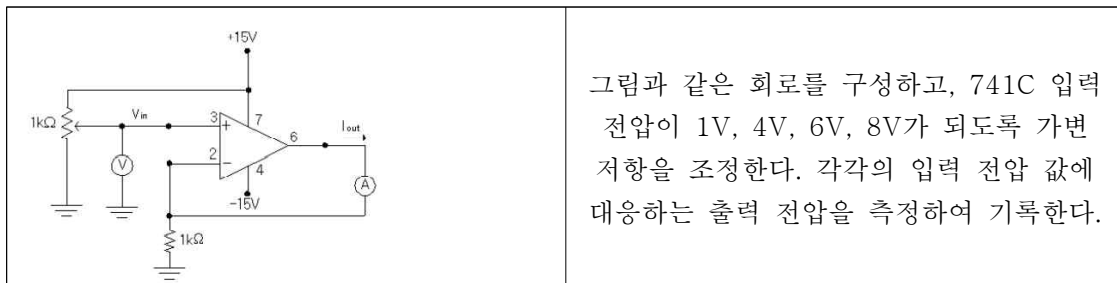 +15V
1kΩ
Vin
3
7
+
6
Iout
2
−
4
V
A
-15V
1kΩ
그림과 같은 회로를 구성하고, 741C 입력
전압이 1V, 4V, 6V, 8V가 되도록 가변
저항을 조정한다. 각각의 입력 전압 값에
대응하는 출력 전압을 측정하여 기록한다.